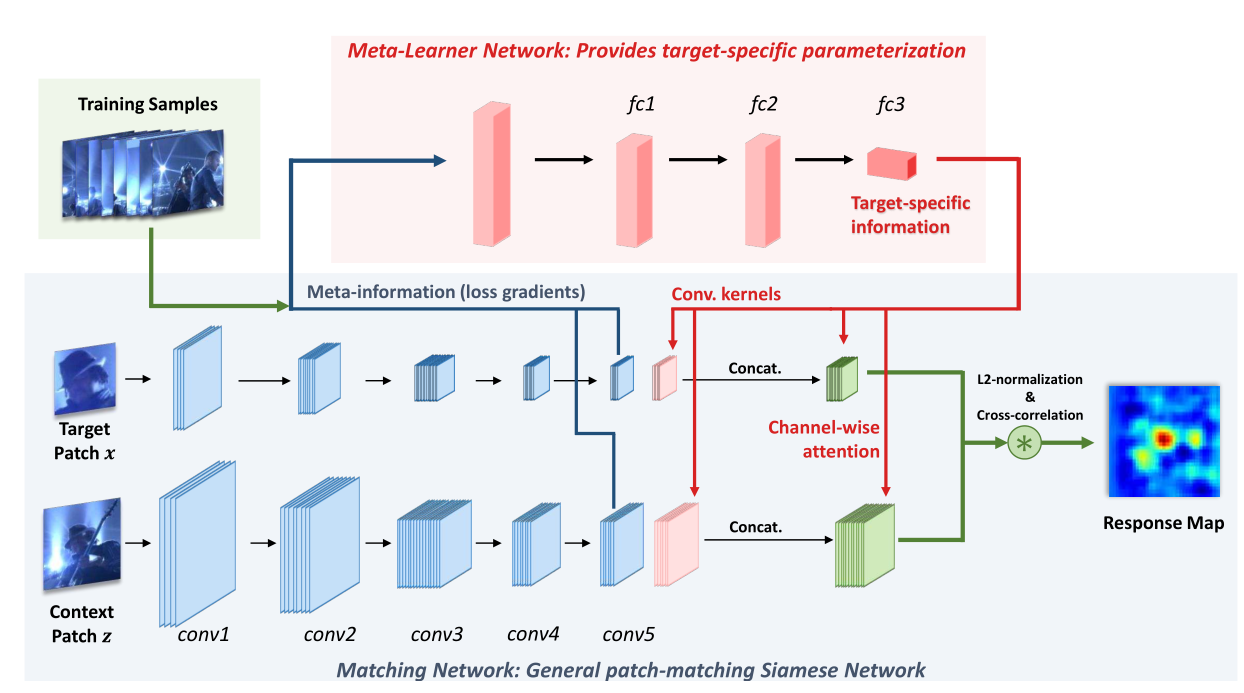 Meta-Learner Network: Provides target-specific parameterization
Training Samples
fc1
fc2
fc3
Target-specific
information
Meta-information (loss gradients)
Conv. kernels
Concat.
L2-normalization
&
Cross-correlation
*
Target
Patch x
Channel-wise
attention
Response Map
Concat.
Context
Patch z
conv1
conv2
conv3
conv4
conv5
Matching Network: General patch-matching Siamese Network